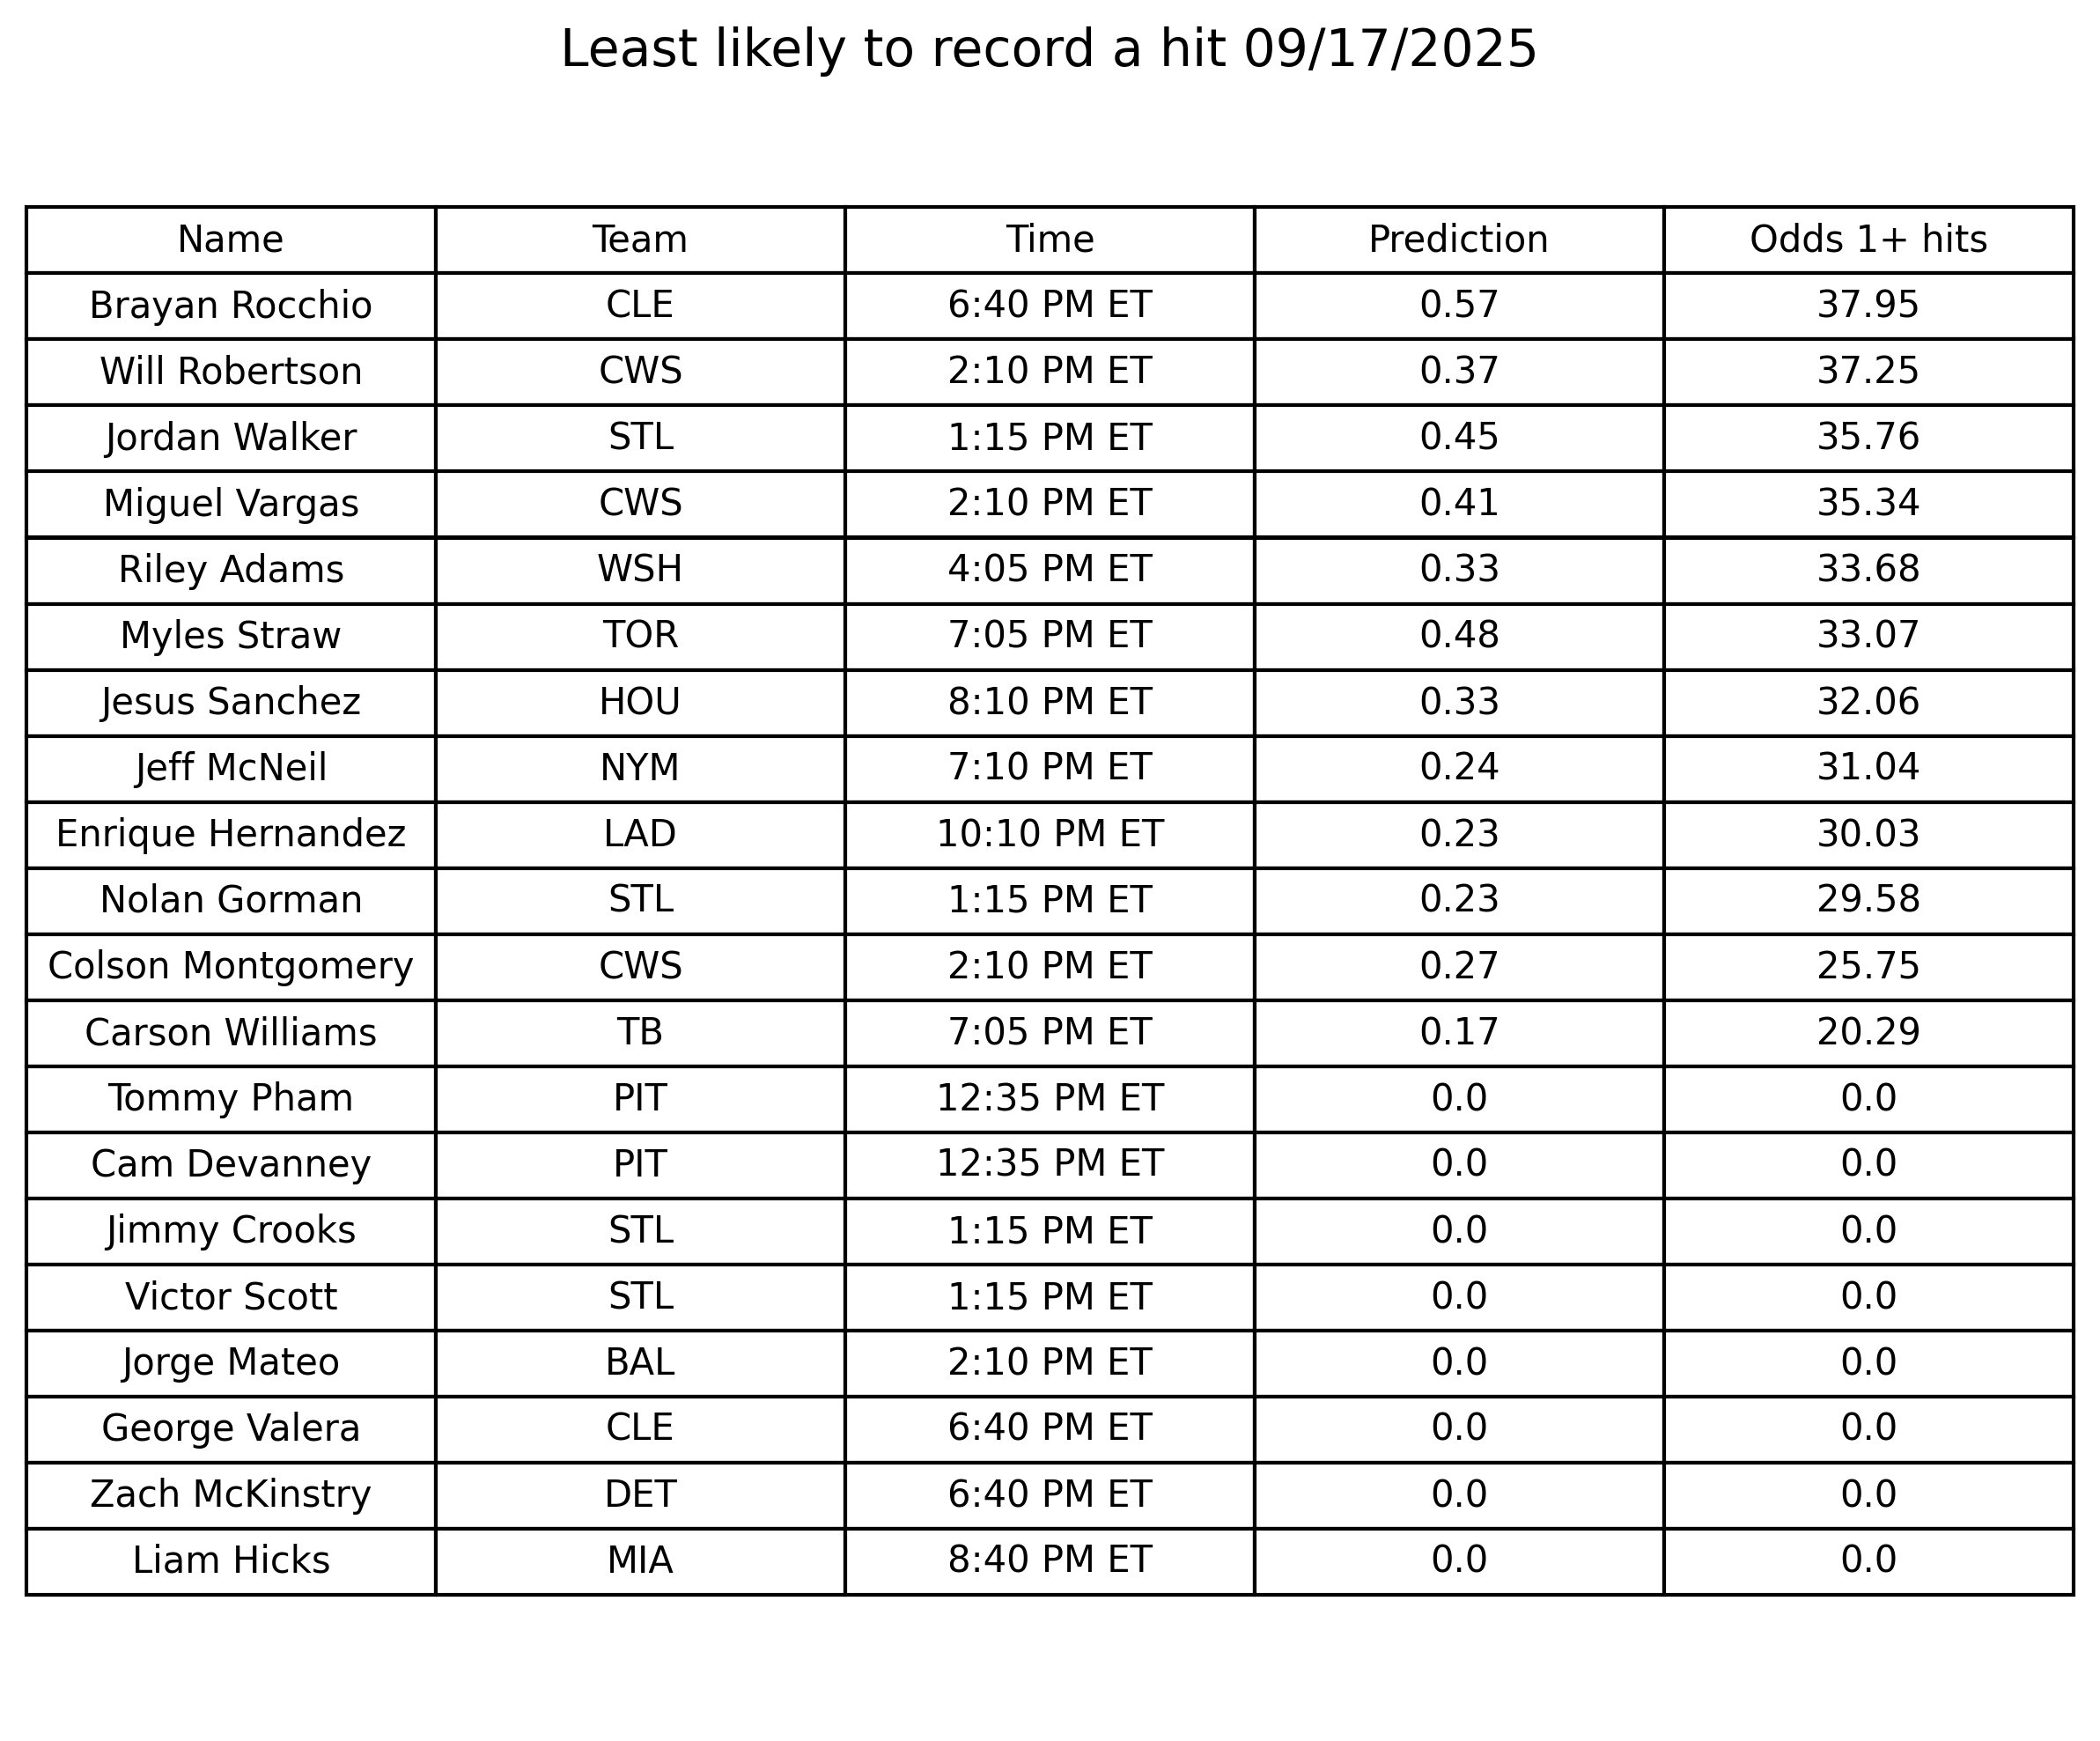 Least likely to record a hit 09/17/2025
Name Team Time Prediction Odds 1+ hits
Brayan Rocchio CLE 6:40 PM ET 0.57 37.95
Will Robertson CWS 2:10 PM ET 0.37 37.25
Jordan Walker STL 1:15 PM ET 0.45 35.76
Miguel Vargas CWS 2:10 PM ET 0.41 35.34
Riley Adams WSH 4:05 PM ET 0.33 33.68
Myles Straw TOR 7:05 PM ET 0.48 33.07
Jesus Sanchez HOU 8:10 PM ET 0.33 32.06
Jeff McNeil NYM 7:10 PM ET 0.24 31.04
Enrique Hernandez LAD 10:10 PM ET 0.23 30.03
Nolan Gorman STL 1:15 PM ET 0.23 29.58
Colson Montgomery CWS 2:10 PM ET 0.27 25.75
Carson Williams TB 7:05 PM ET 0.17 20.29
Tommy Pham PIT 12:35 PM ET 0.0 0.0
Cam Devanney PIT 12:35 PM ET 0.0 0.0
Jimmy Crooks STL 1:15 PM ET 0.0 0.0
Victor Scott STL 1:15 PM ET 0.0 0.0
Jorge Mateo BAL 2:10 PM ET 0.0 0.0
George Valera CLE 6:40 PM ET 0.0 0.0
Zach McKinstry DET 6:40 PM ET 0.0 0.0
Liam Hicks MIA 8:40 PM ET 0.0 0.0